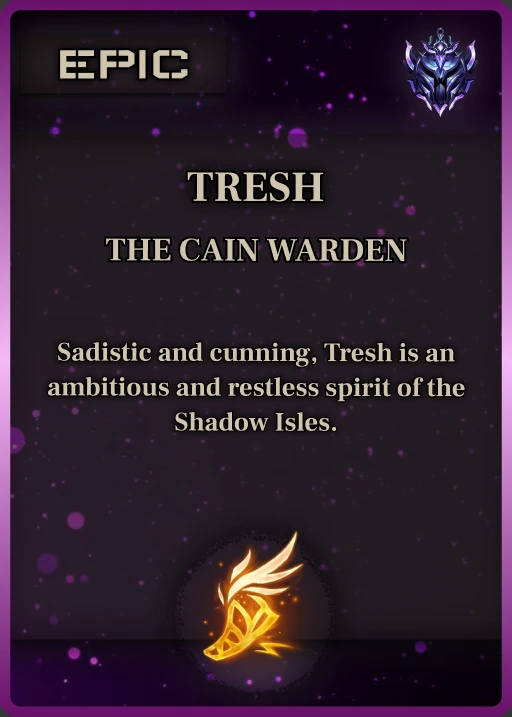 EPIC
TRESH
THE CAIN WARDEN
Sadistic and cunning, Tresh is an
ambitious and restless spirit of the
Shadow Isles.